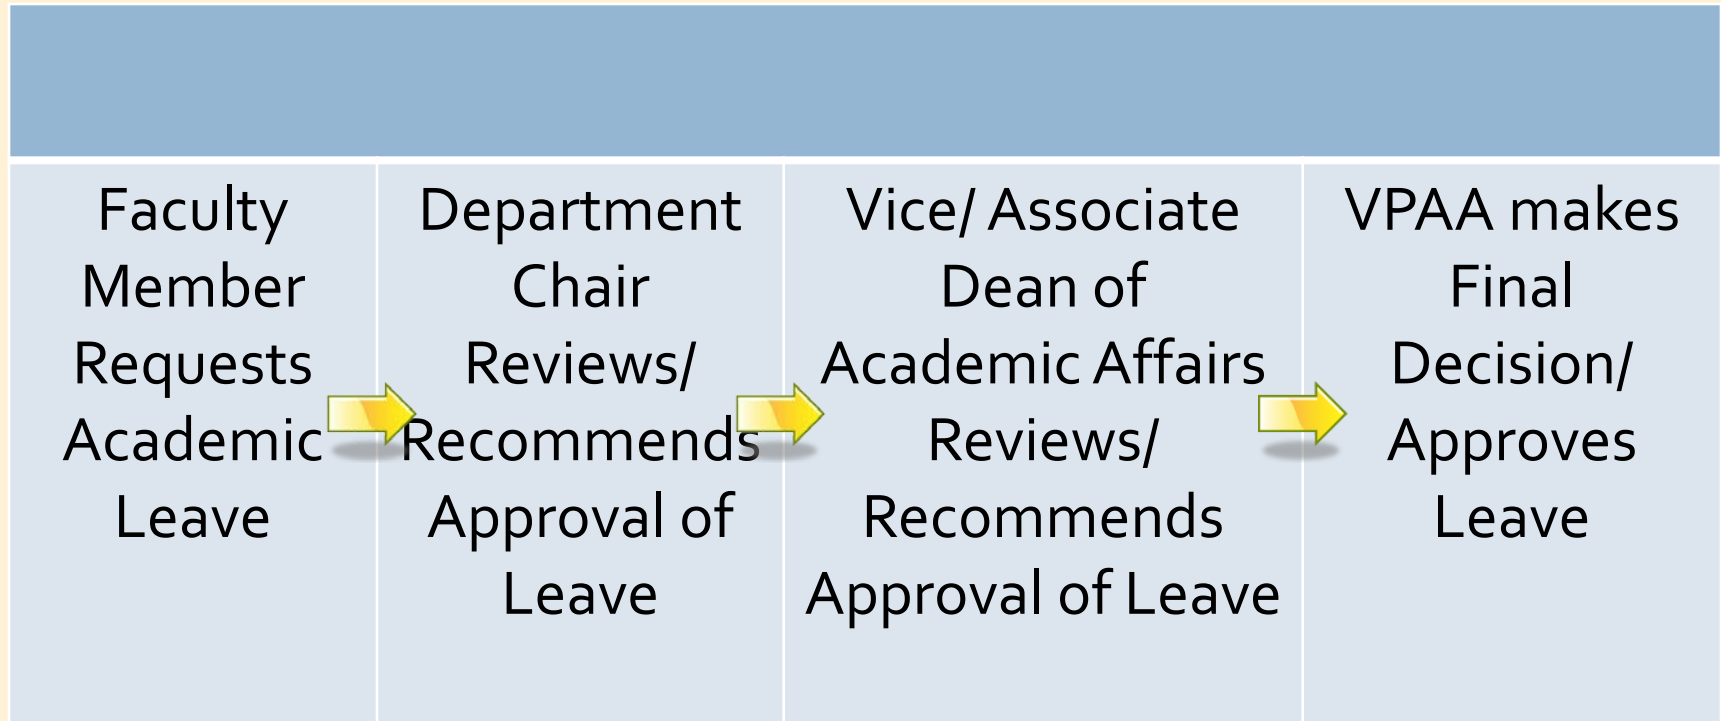 Faculty
Member
Requests
Academic
Leave
Department
Chair
Reviews/
Recommends
Approval of
Leave
Vice/ Associate
Dean of
Academic Affairs
Reviews/
Recommends
Approval of Leave
VPAA makes
Final
Decision/
Approves
Leave